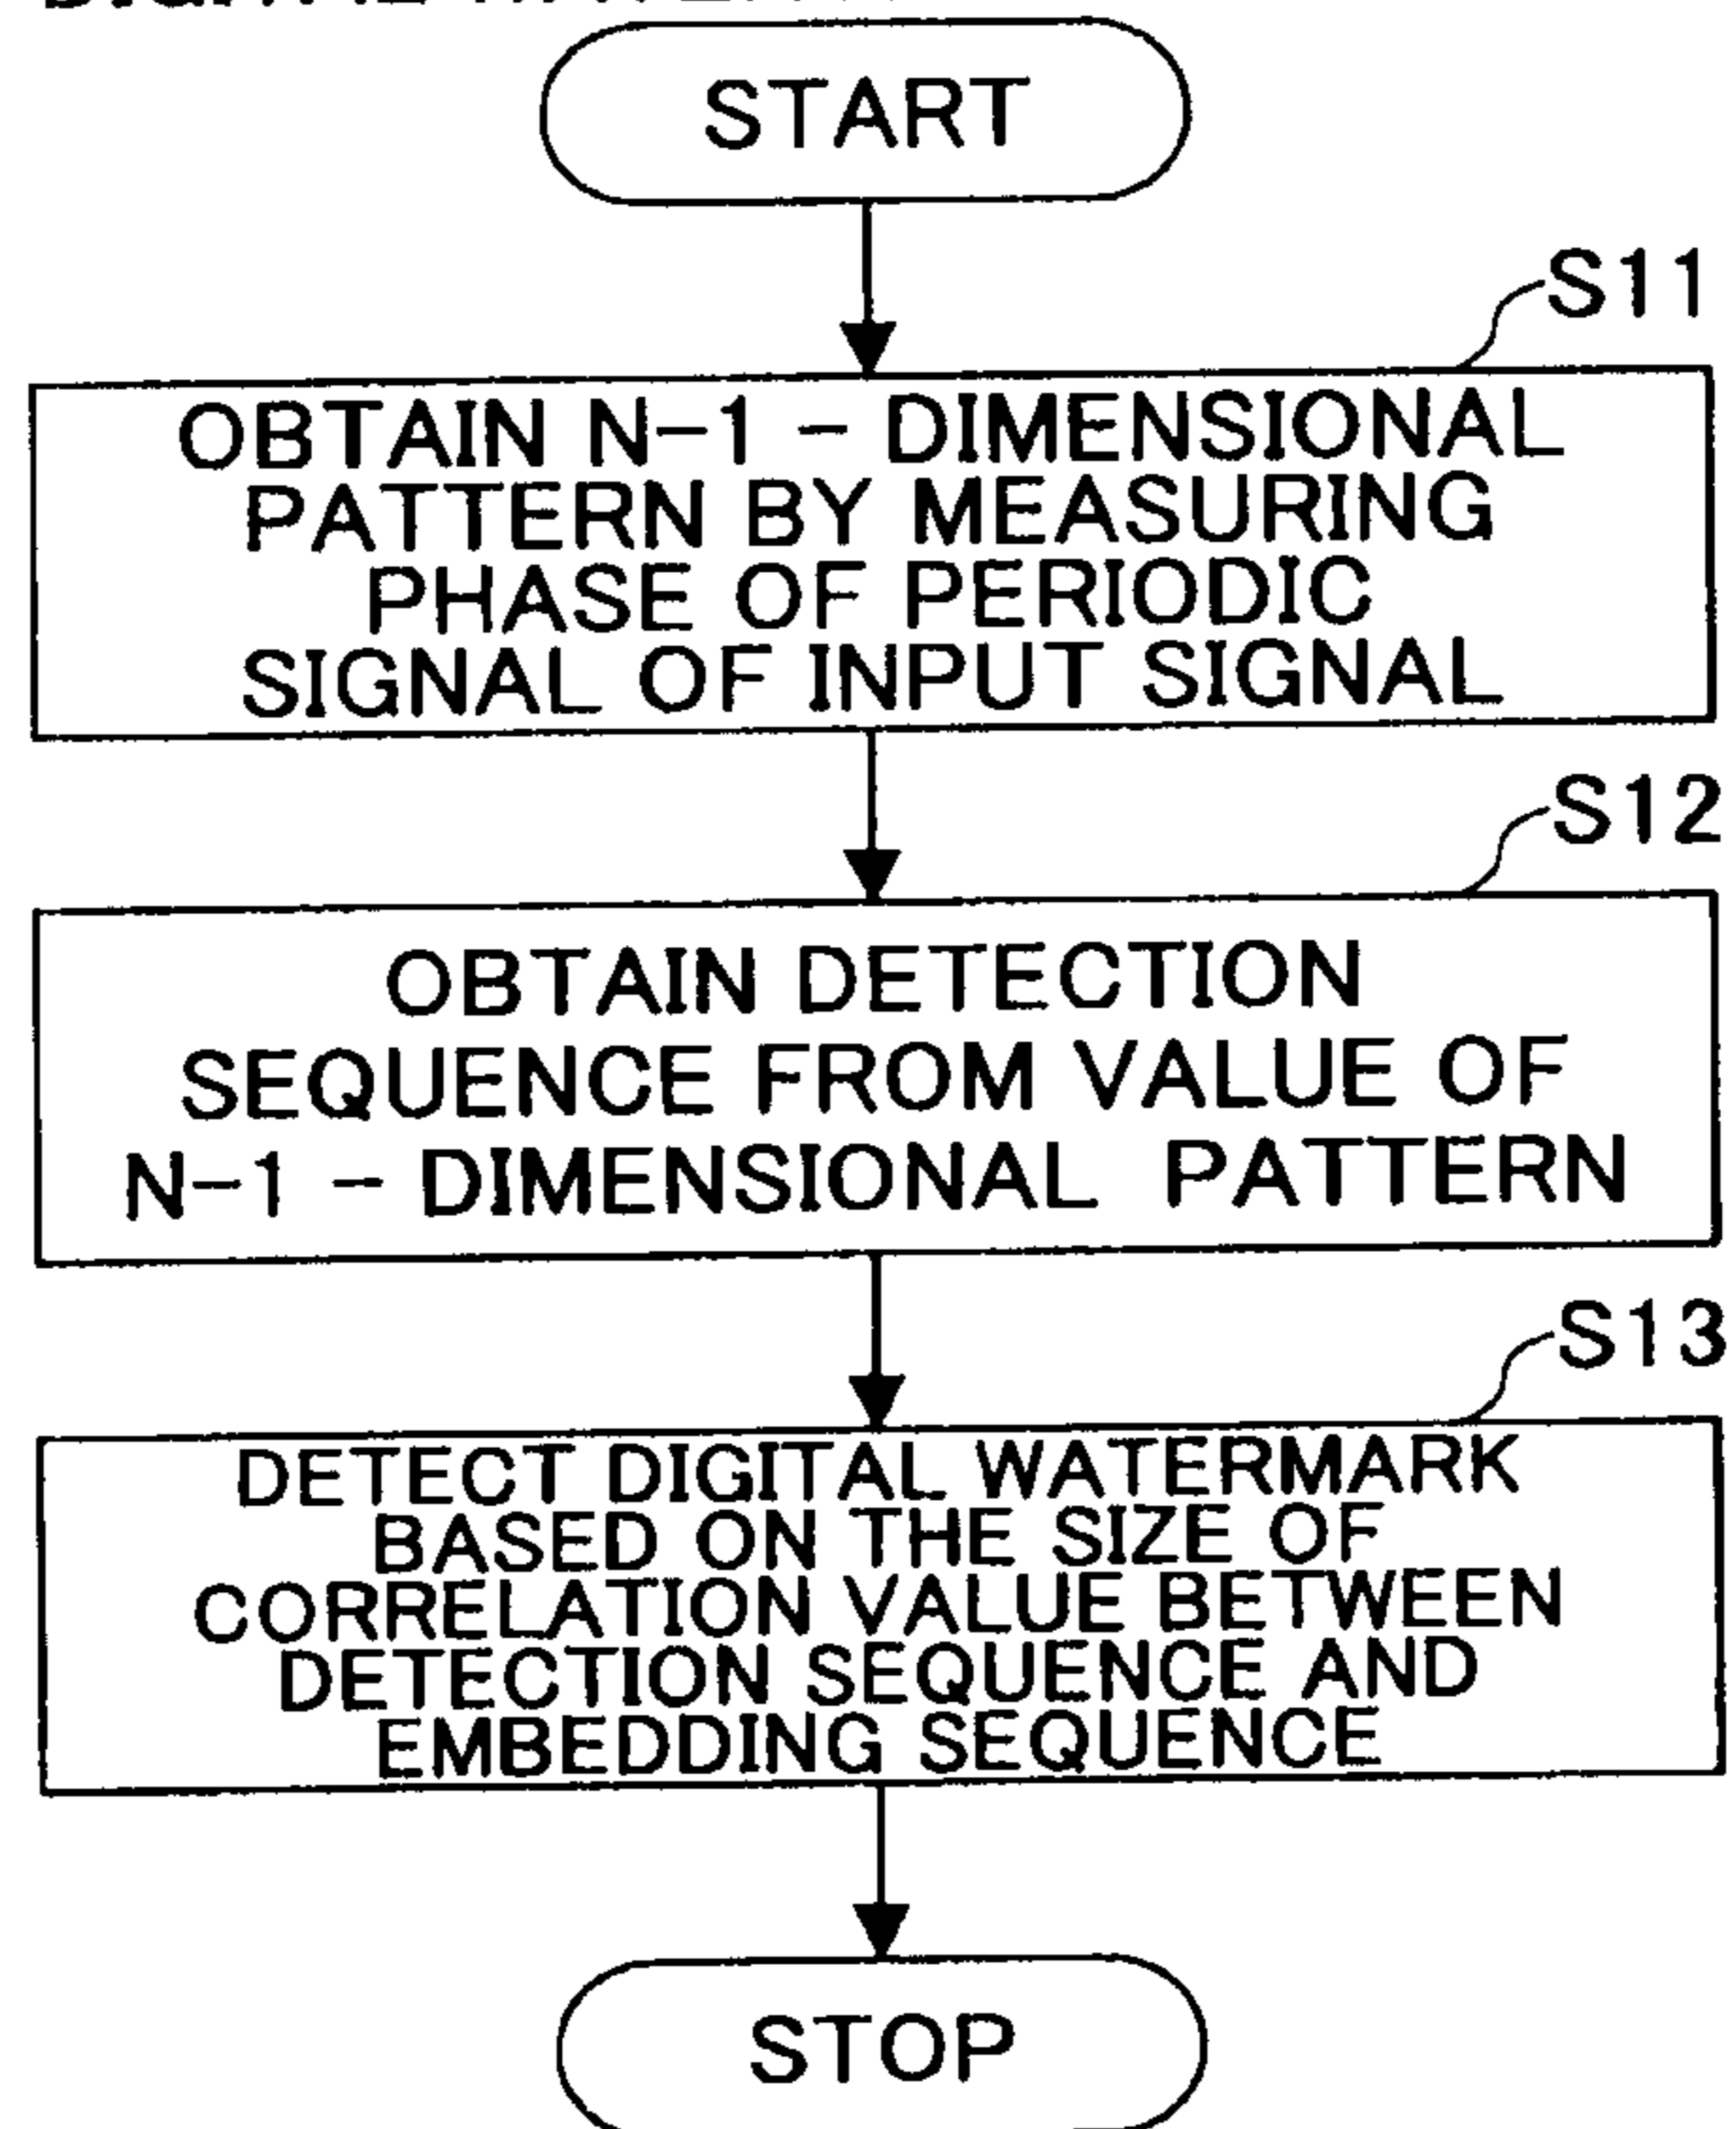 START
S11
OBTAIN N-1 - DIMENSIONAL
PATTERN BY MEASURING
PHASE OF PERIODIC
SIGNAL OF INPUT SIGNAL
S12
OBTAIN DETECTION
SEQUENCE FROM VALUE OF
N-1 - DIMENSIONAL PATTERN
S13
DETECT DIGITAL WATERMARK
BASED ON THE SIZE OF
CORRELATION VALUE BETWEEN
DETECTION SEQUENCE AND
EMBEDDING SEQUENCE
STOP